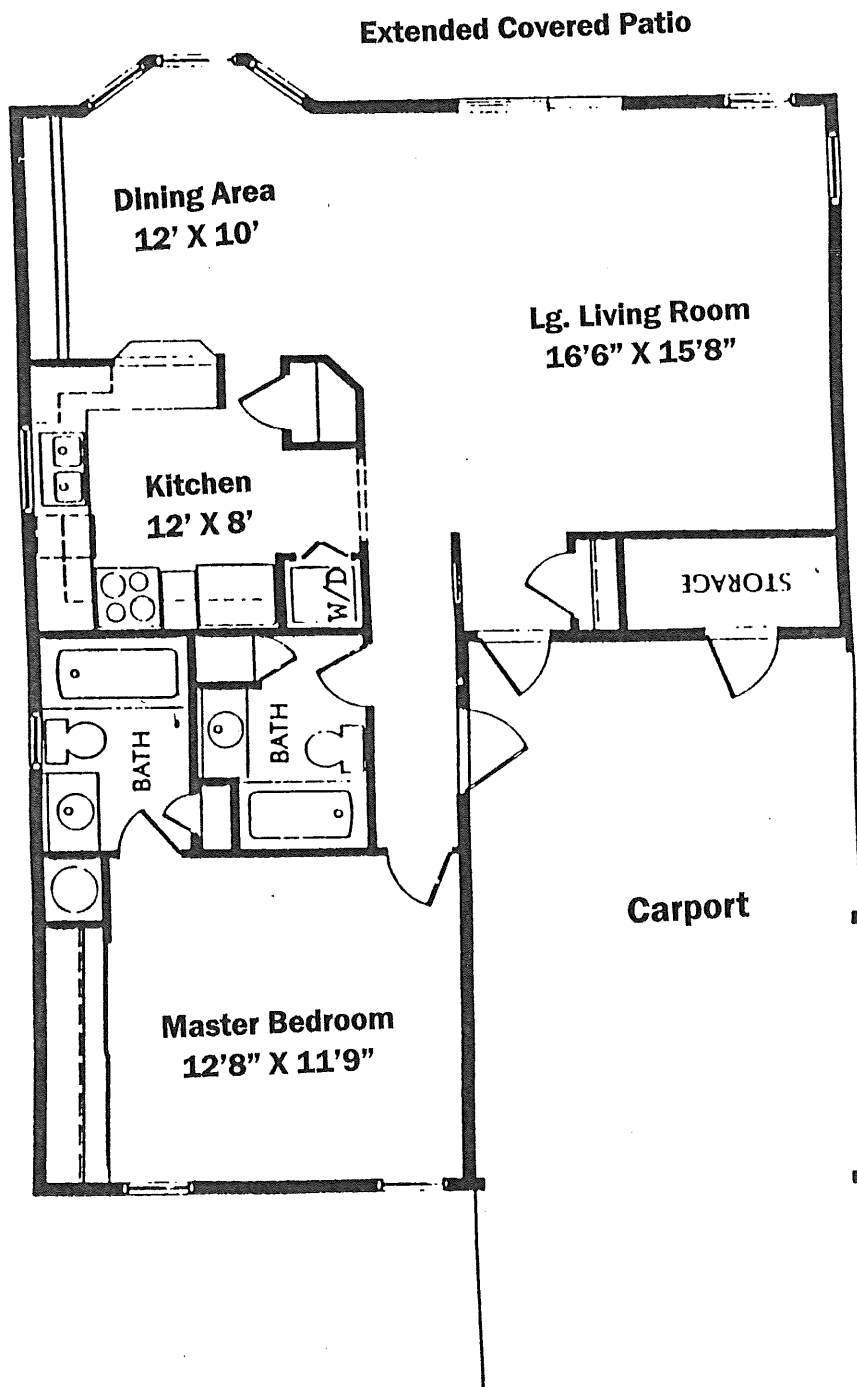 Extended Covered Patio
Dining Area
12' X 10'
Lg. Living Room
16'6" X 15'8"
Kitchen
12' X 8'
W/D
STORAGE
BATH
BATH
Carport
Master Bedroom
12'8" X 11'9"